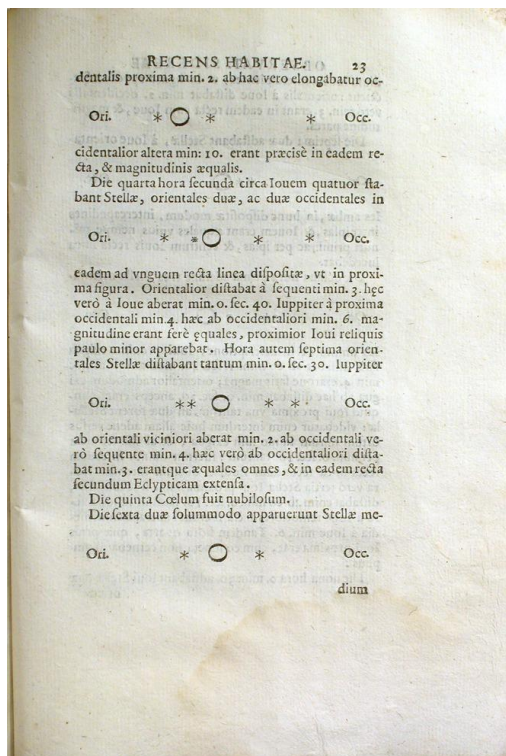 RECENS HABITAE. 23
dentalis proxima min. 2. ab hac vero elongabatur oc-
Ori. * O * * Occ.
cidentalior altera min: 10. erant præcisè in eadem re-
cta, & magnitudinis æqualis.
Die quarta hora secunda circa Iouem quatuor sta-
bant Stellæ, orientales duæ, ac duæ occidentales in
Ori. * *O * * Occ.
eadem ad vnguem recta linea dispositæ, vt in proxi-
ma figura. Orientalior distabat à sequenti min. 3. hęc
verò à Ioue aberat min. 0. sec. 40. Iuppiter à proxima
occidentali min. 4. hæc ab occidentaliori min. 6. ma-
gnitudine erant ferè ęquales, proximior Ioui reliquis
paulo minor apparebat. Hora autem septima orien-
tales Stellæ distabant tantum min. 0. sec. 30. Iuppiter
Ori. ** O * * Occ.
ab orientali viciniori aberat min. 2. ab occidentali ve-
rò sequente min. 4. hæc verò ab occidentaliori dista-
bat min. 3. erantque æquales omnes, & in eadem recta
secundum Eclypticam extensa.
Die quinta Cœlum fuit nubilosum.
Die sexta duæ solummodo apparuerunt Stellæ me-
Ori. * O * Occ.
dium